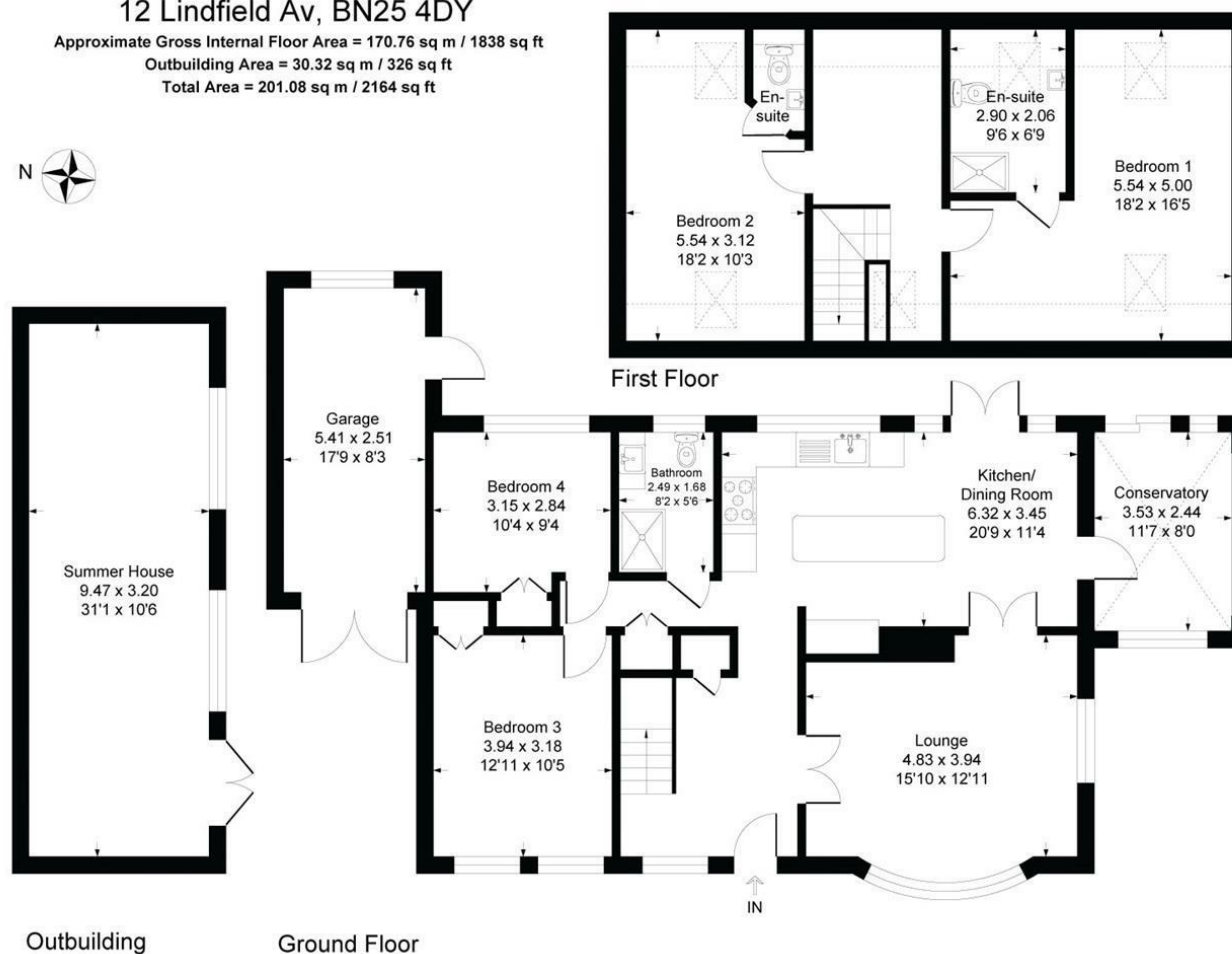 12 Lindfield Av, BN25 4DY
Approximate Gross Internal Floor Area = 170.76 sq m / 1838 sq ft
Outbuilding Area = 30.32 sq m / 326 sq ft
Total Area = 201.08 sq m / 2164 sq ft
N
En-
suite
En-suite
2.90 x 2.06
9'6 x 6'9
Bedroom 1
5.54 x 5.00
18'2 x 16'5
Bedroom 2
5.54 x 3.12
18'2 x 10'3
First Floor
Garage
5.41 x 2.51
17'9 x 8'3
Bedroom 4
3.15 x 2.84
10'4 x 9'4
Bathroom
2.49 x 1.68
8'2 x 5'6
Kitchen/
Dining Room
6.32 x 3.45
20'9 x 11'4
Conservatory
3.53 x 2.44
11'7 x 8'0
Summer House
9.47 x 3.20
31'1 x 10'6
Bedroom 3
3.94 x 3.18
12'11 x 10'5
Lounge
4.83 x 3.94
15'10 x 12'11
IN
Outbuilding
Ground Floor